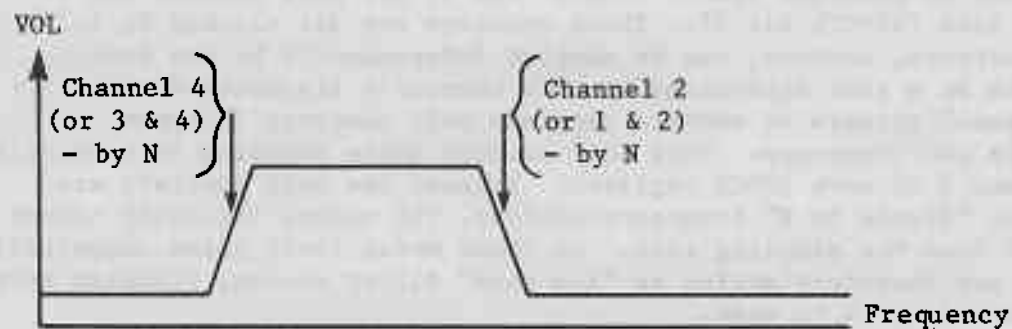 VOL
Channel 4
(or 3 & 4)
- by N
Channel 2
(or 1 & 2)
- by N
Frequency